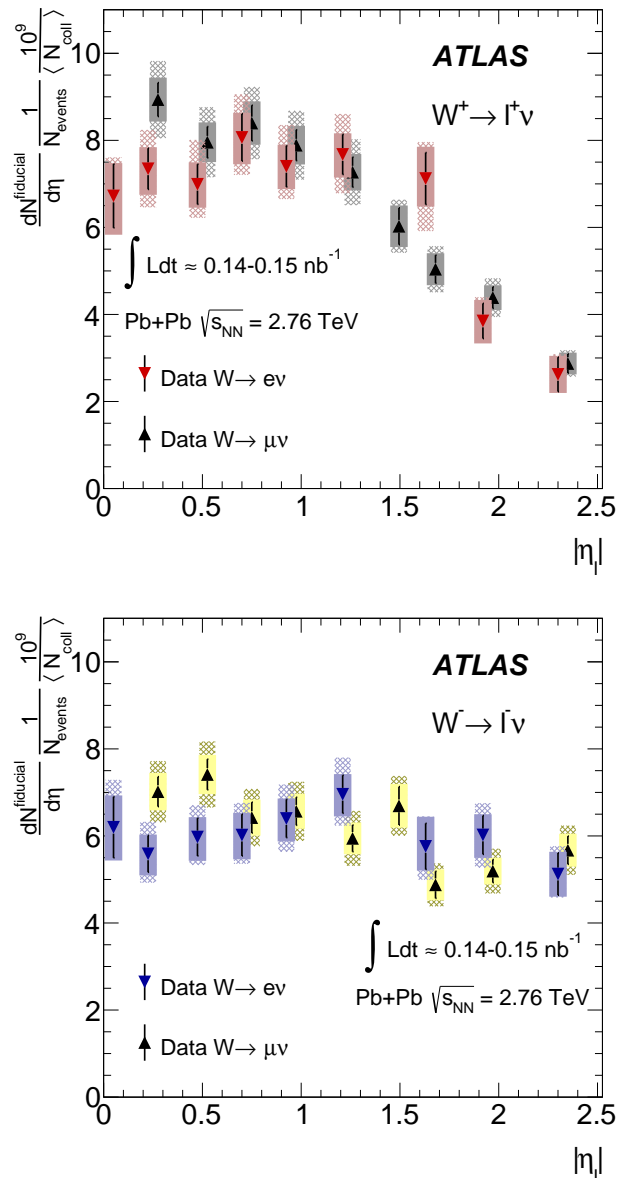 dN^fiducial/dη 1/N_events 10^9/⟨ N_coll ⟩
10
8
6
4
2
0
ATLAS
W⁺→ l⁺ν
∫ Ldt ≈ 0.14-0.15 nb⁻¹
Pb+Pb √s_NN = 2.76 TeV
Data W→ eν
Data W→ μν
0 0.5 1 1.5 2 2.5
|η_l|
dN^fiducial/dη 1/N_events 10^9/⟨ N_coll ⟩
10
8
6
4
2
0
ATLAS
W⁻→ l⁻ν
∫ Ldt ≈ 0.14-0.15 nb⁻¹
Data W→ eν
Pb+Pb √s_NN = 2.76 TeV
Data W→ μν
0 0.5 1 1.5 2 2.5
|η_l|